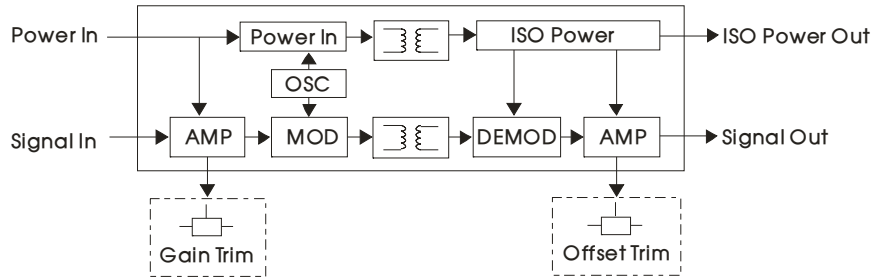 Power In
Power In
ISO Power
ISO Power Out
OSC
Signal In
AMP
MOD
DEMOD
AMP
Signal Out
Gain Trim
Offset Trim